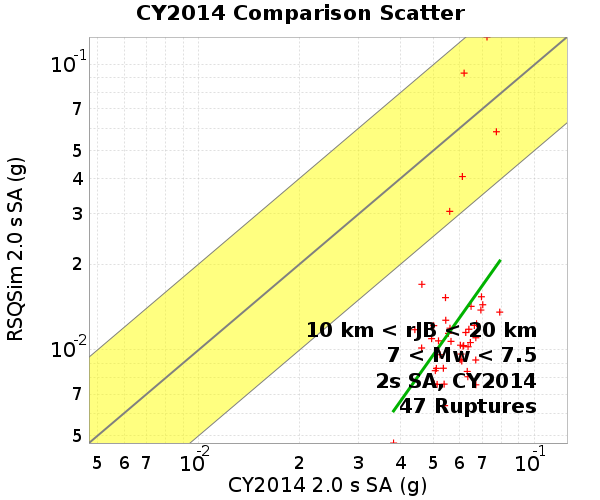 CY2014 Comparison Scatter
RSQSim 2.0 s SA (g)
10⁻¹
7
5
4
3
2
10⁻²
7
5
10 km < rJB < 20 km
7 < Mw < 7.5
2s SA, CY2014
47 Ruptures
5 6 7 10⁻² 2 3 4 5 6 7 10⁻¹
CY2014 2.0 s SA (g)